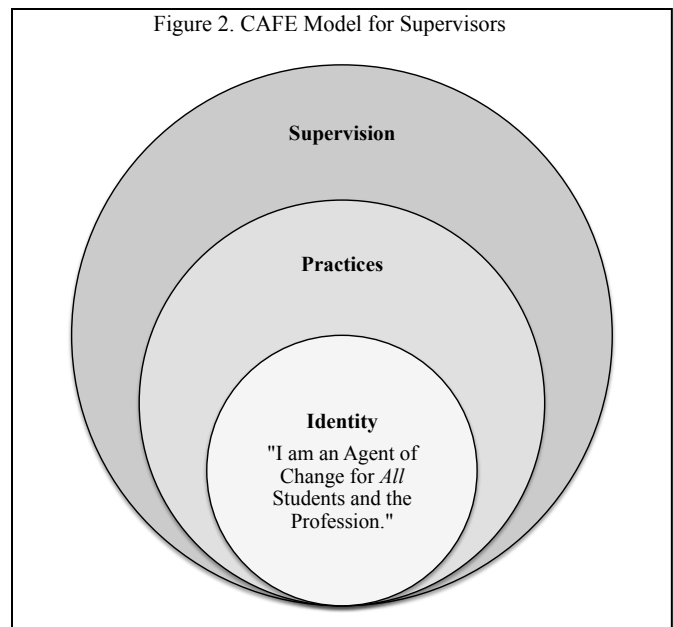 Figure 2. CAFE Model for Supervisors
Supervision
Practices
Identity
"I am an Agent of
Change for All
Students and the
Profession."